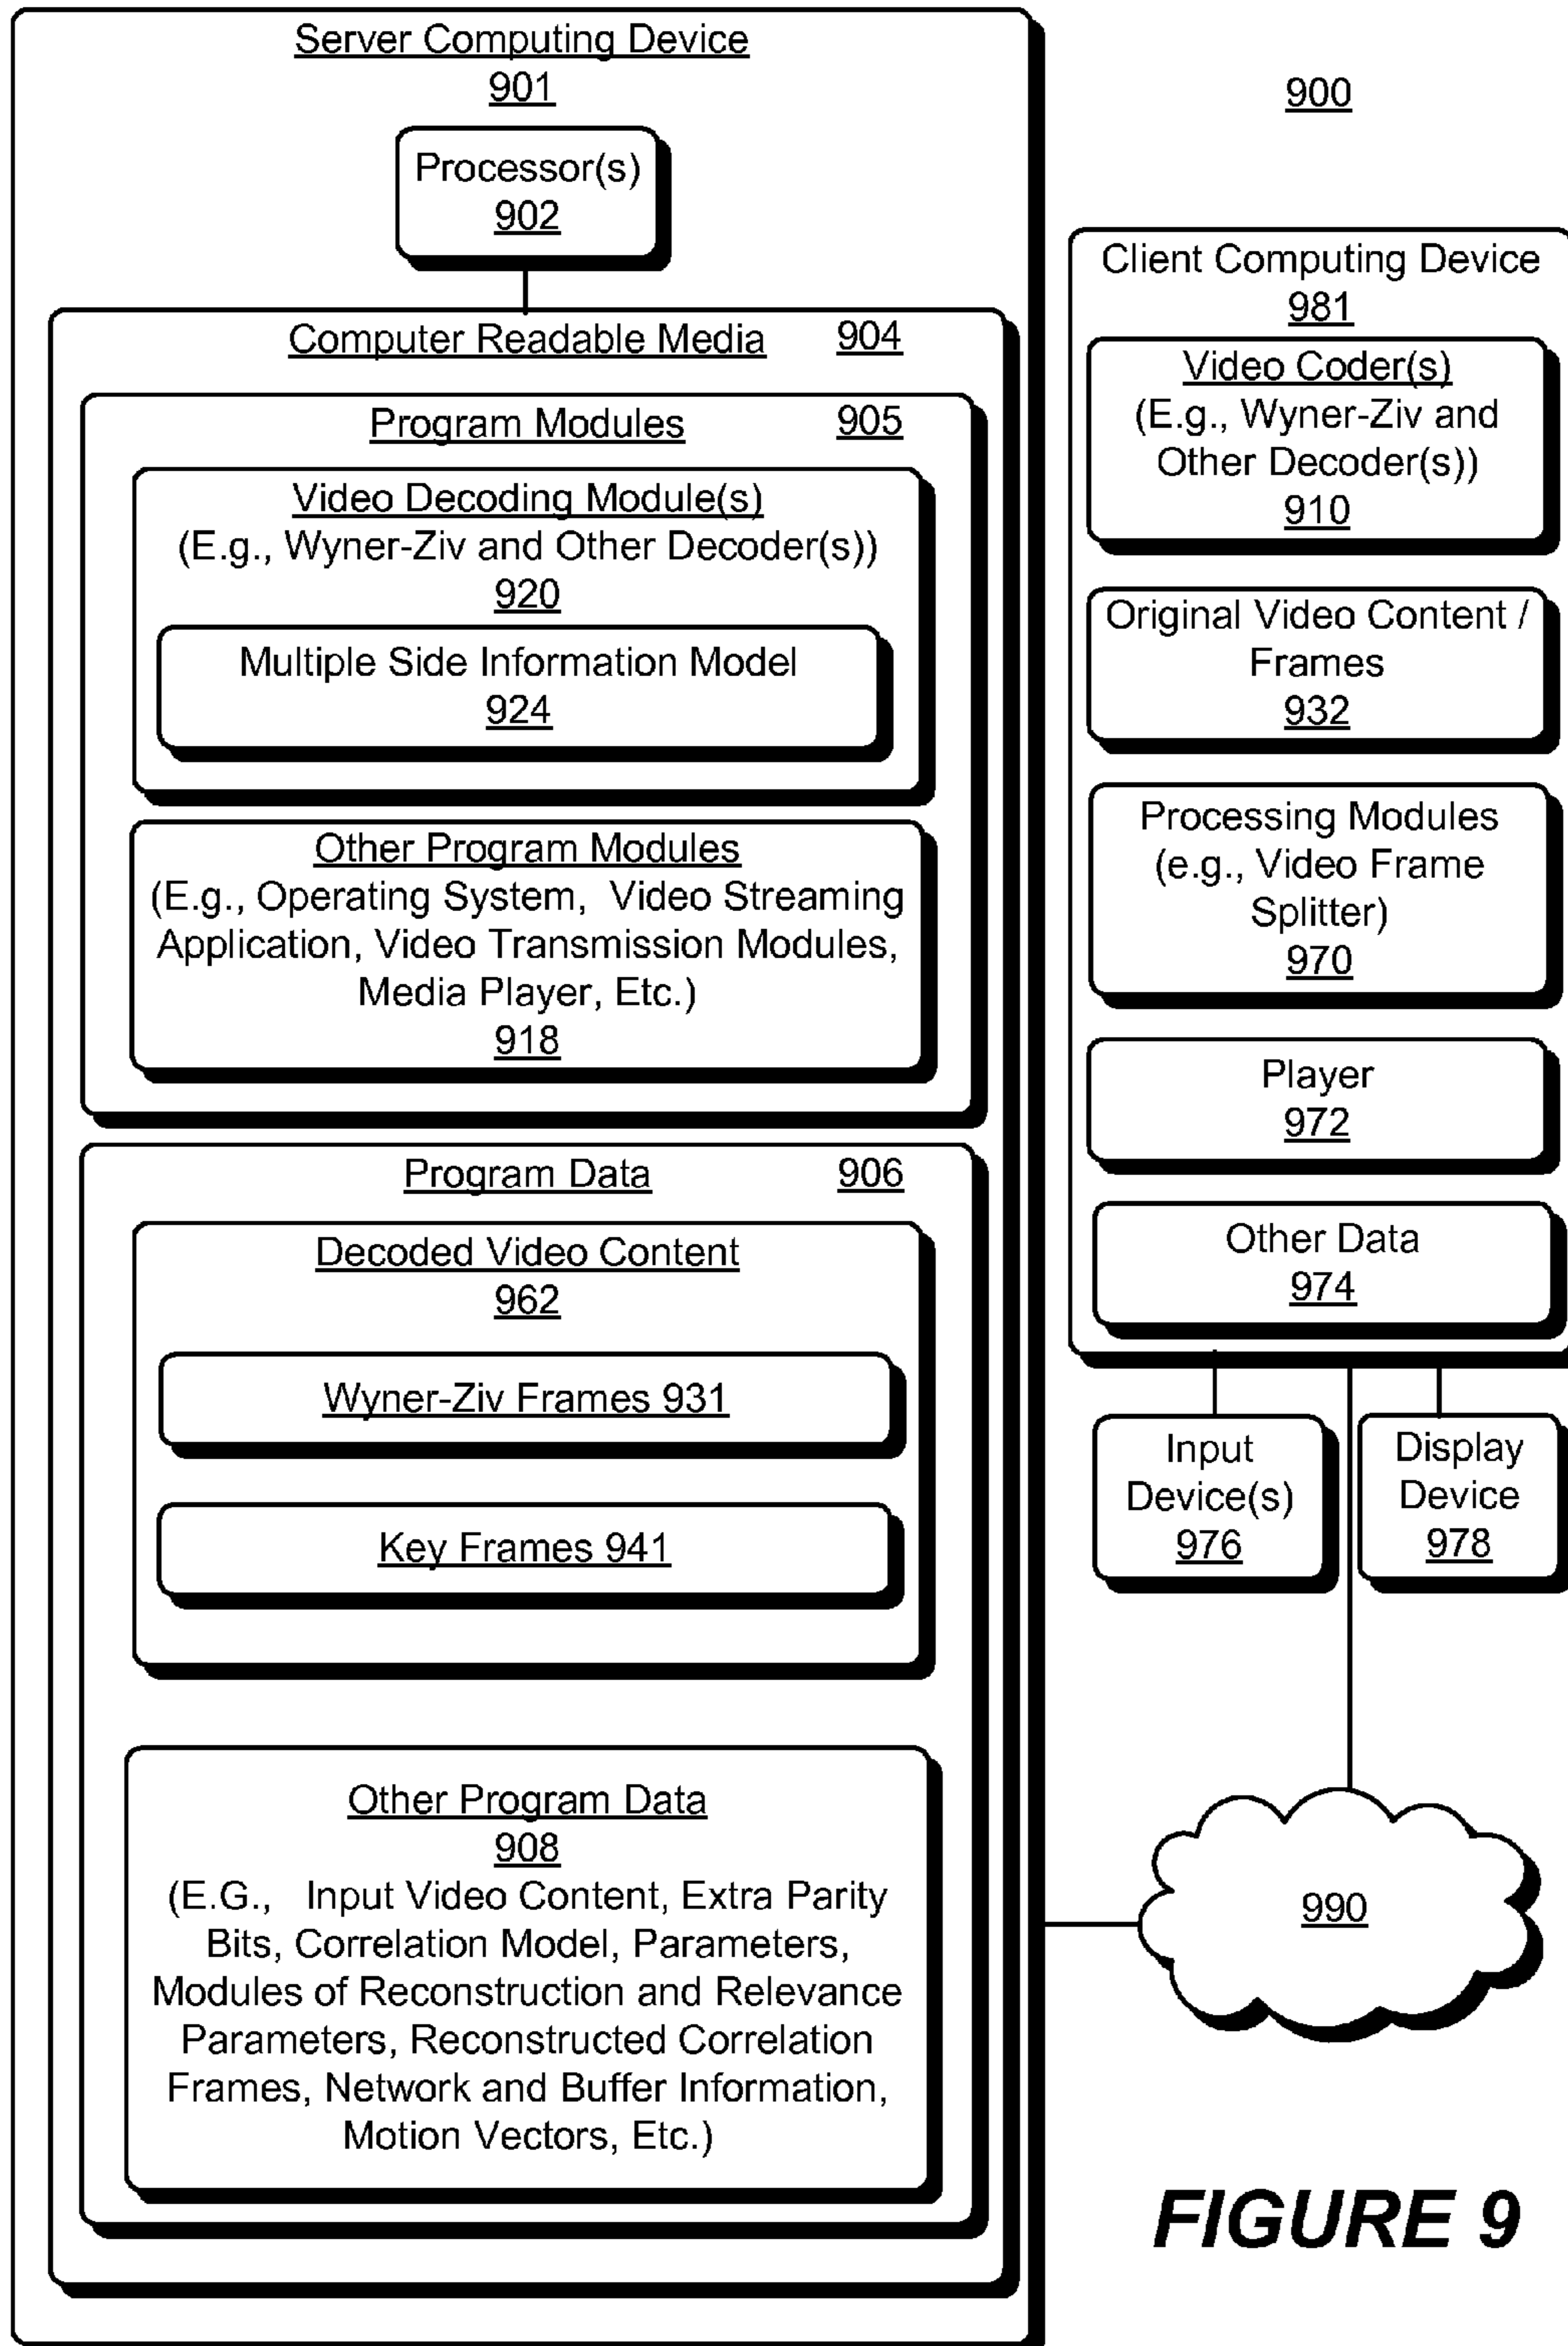 Server Computing Device
901
Processor(s)
902
Computer Readable Media 904
Program Modules 905
Video Decoding Module(s)
(E.g., Wyner-Ziv and Other Decoder(s))
920
Multiple Side Information Model
924
Other Program Modules
(E.g., Operating System, Video Streaming
Application, Video Transmission Modules,
Media Player, Etc.)
918
Program Data 906
Decoded Video Content
962
Wyner-Ziv Frames 931
Key Frames 941
Other Program Data
908
(E.G., Input Video Content, Extra Parity
Bits, Correlation Model, Parameters,
Modules of Reconstruction and Relevance
Parameters, Reconstructed Correlation
Frames, Network and Buffer Information,
Motion Vectors, Etc.)
900
Client Computing Device
981
Video Coder(s)
(E.g., Wyner-Ziv and
Other Decoder(s))
910
Original Video Content /
Frames
932
Processing Modules
(e.g., Video Frame
Splitter)
970
Player
972
Other Data
974
Input
Device(s)
976
Display
Device
978
990
FIGURE 9